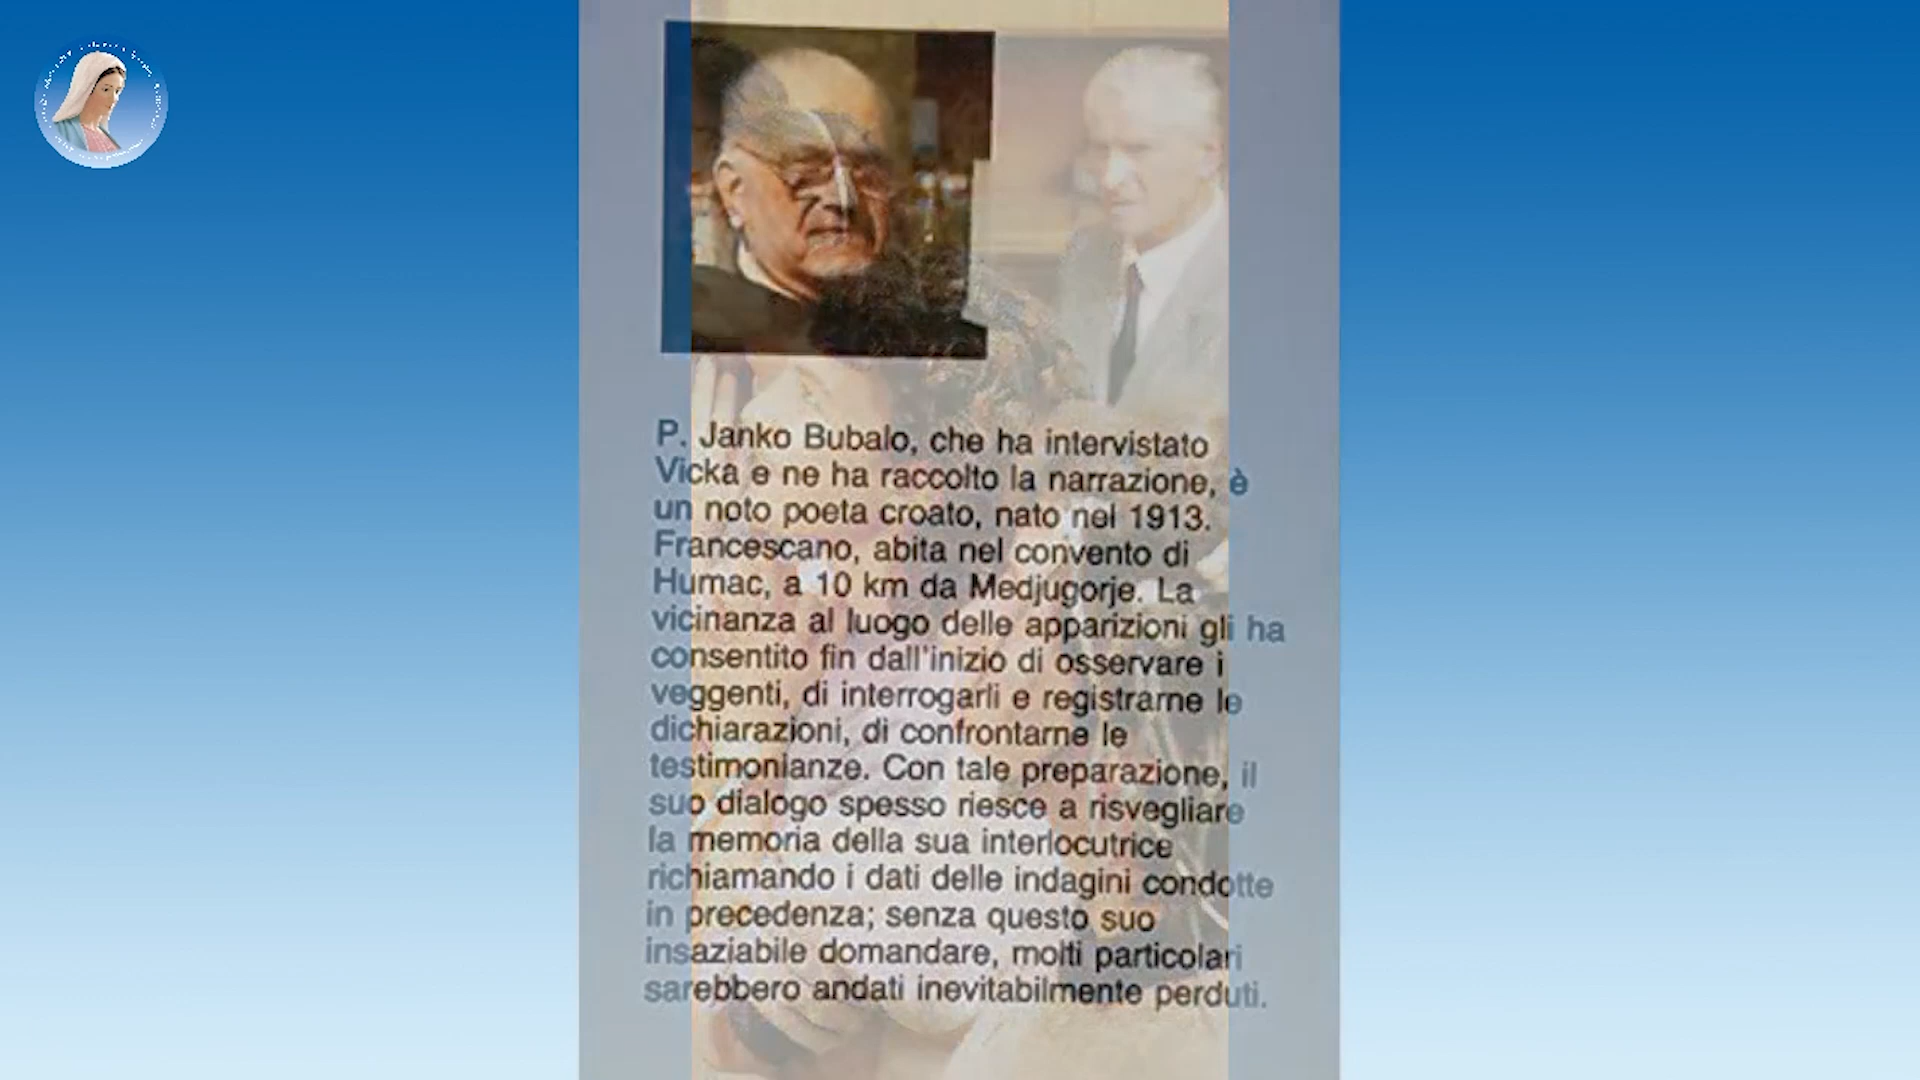 P. Janko Bubalo, che ha intervistato
Vicka e ne ha raccolto la narrazione, è
un noto poeta croato, nato nel 1913.
Francescano, abita nel convento di
Humac, a 10 km da Medjugorje. La
vicinanza al luogo delle apparizioni gli ha
consentito fin dall'inizio di osservare i
veggenti, di interrogarli e registrarne le
dichiarazioni, di confrontarne le
testimonianze. Con tale preparazione, il
suo dialogo spesso riesce a risvegliare
la memoria della sua interlocutrice
richiamando i dati delle indagini condotte
in precedenza; senza questo suo
insaziabile domandare, molti particolari
sarebbero andati inevitabilmente perduti.